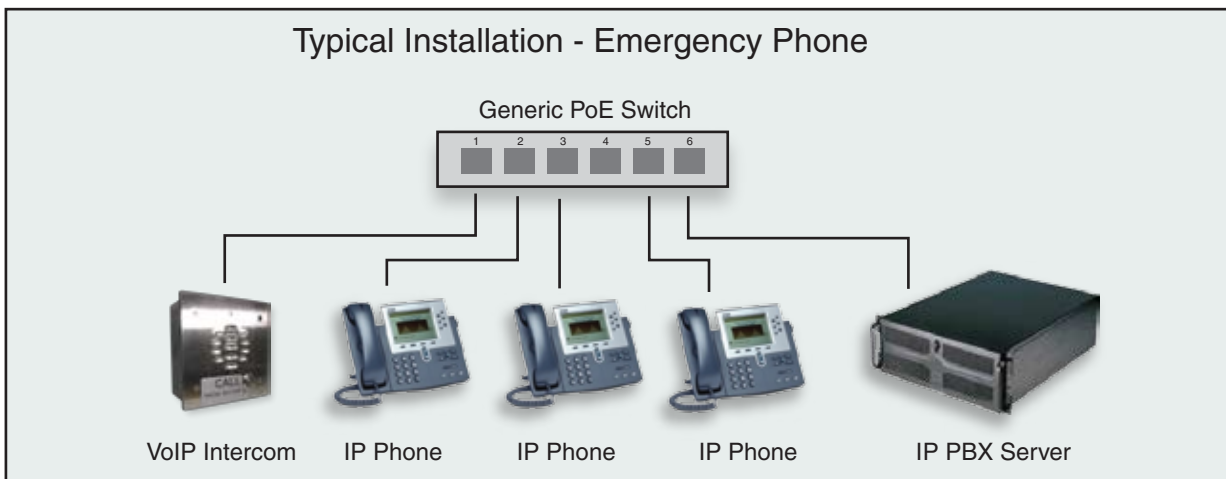 Typical Installation - Emergency Phone
Generic PoE Switch
1 2 3 4 5 6
CALL
VoIP Intercom IP Phone IP Phone IP Phone IP PBX Server